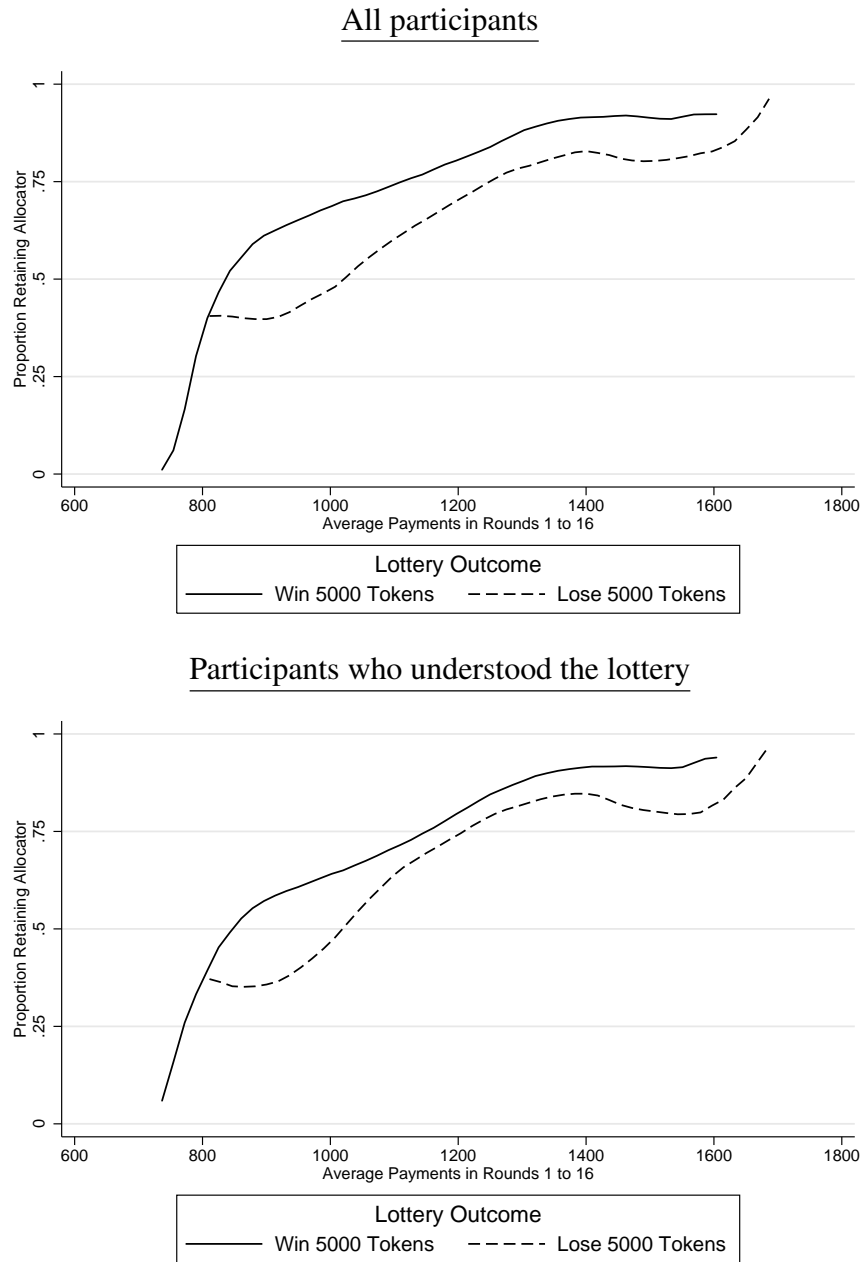 All participants
Proportion Retaining Allocator
1
.75
.5
.25
0
600 800 1000 1200 1400 1600 1800
Average Payments in Rounds 1 to 16
Lottery Outcome
Win 5000 Tokens Lose 5000 Tokens
Participants who understood the lottery
Proportion Retaining Allocator
1
.75
.5
.25
0
600 800 1000 1200 1400 1600 1800
Average Payments in Rounds 1 to 16
Lottery Outcome
Win 5000 Tokens Lose 5000 Tokens